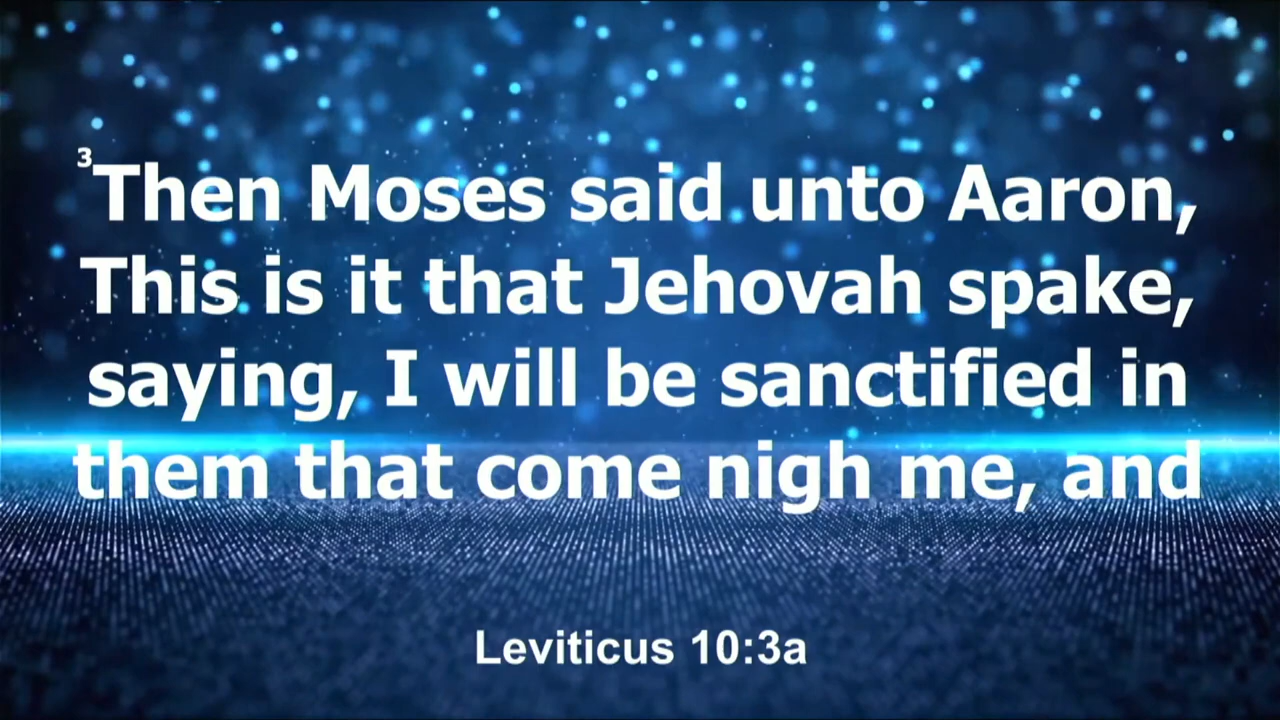 ³Then Moses said unto Aaron,
This is it that Jehovah spake,
saying, I will be sanctified in
them that come nigh me, and
Leviticus 10:3a